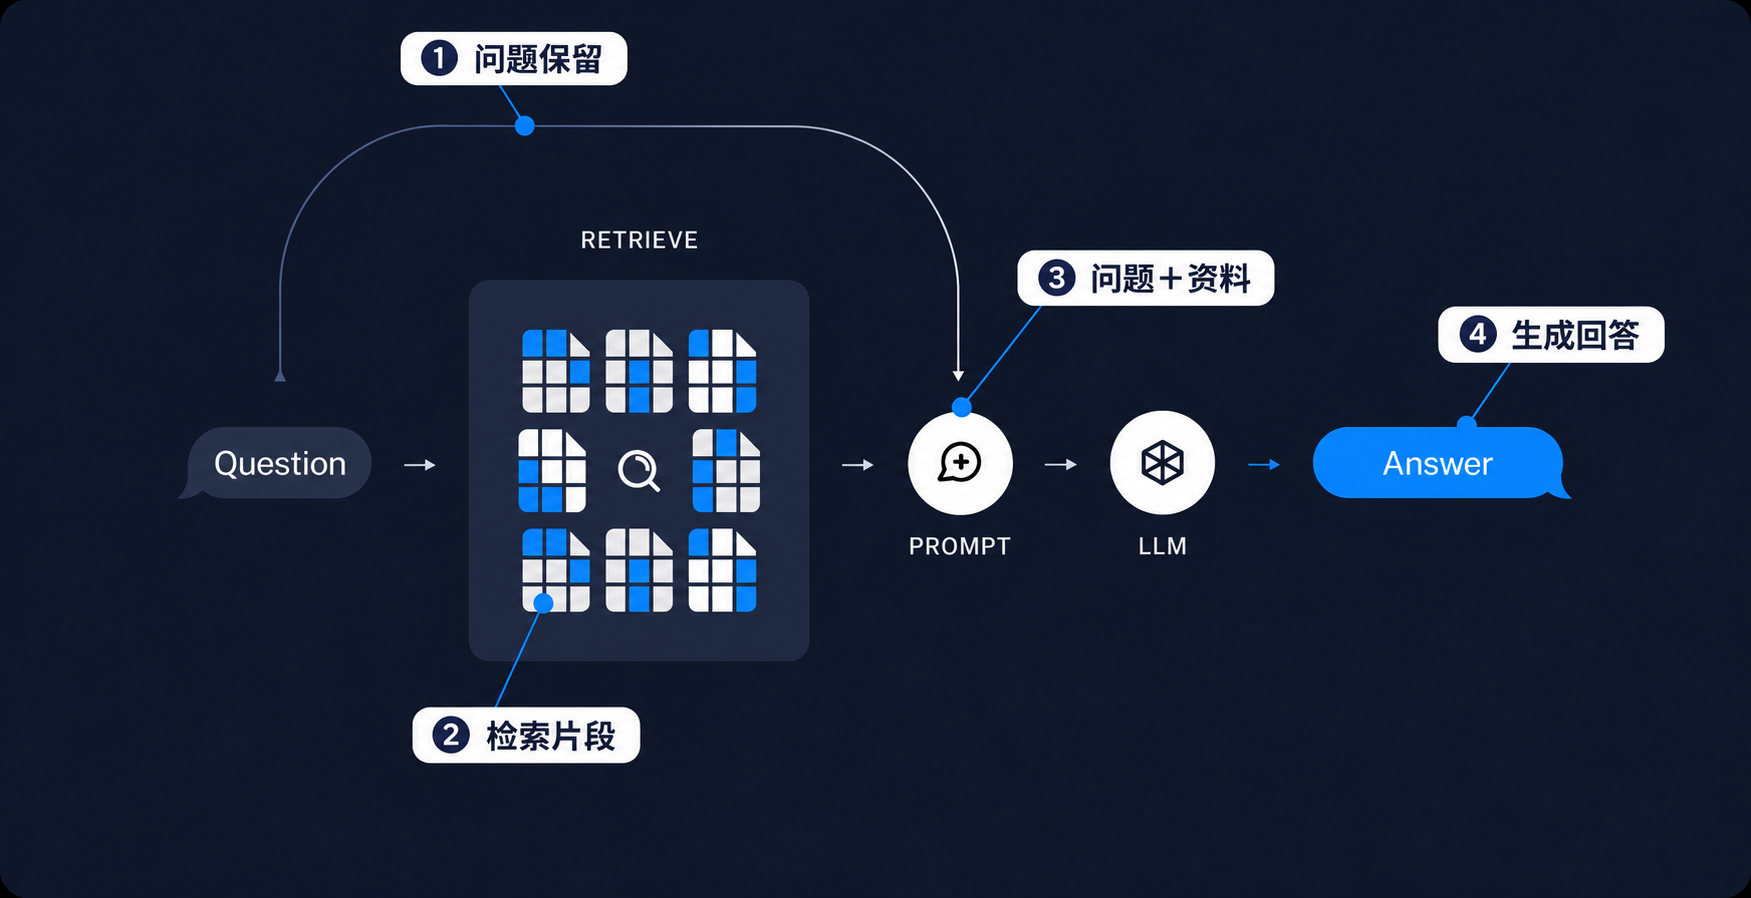 1 问题保留
RETRIEVE
3 问题＋资料
4 生成回答
Question
Answer
PROMPT
LLM
2 检索片段